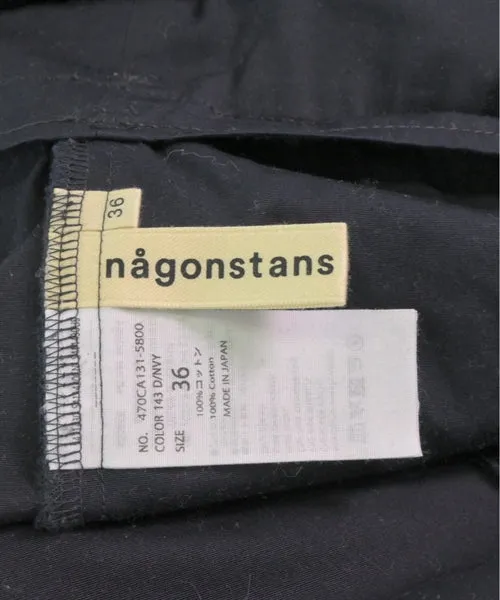 36
någonstans
NO. 470CA131-5800
COLOR 143 D/NVY
SIZE
36
100%コットン
100% Cotton
MADE IN JAPAN